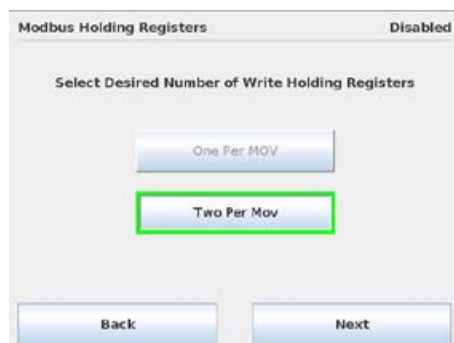 Modbus Holding Registers Disabled
Select Desired Number of Write Holding Registers
One Per MOV
Two Per Mov
Back Next